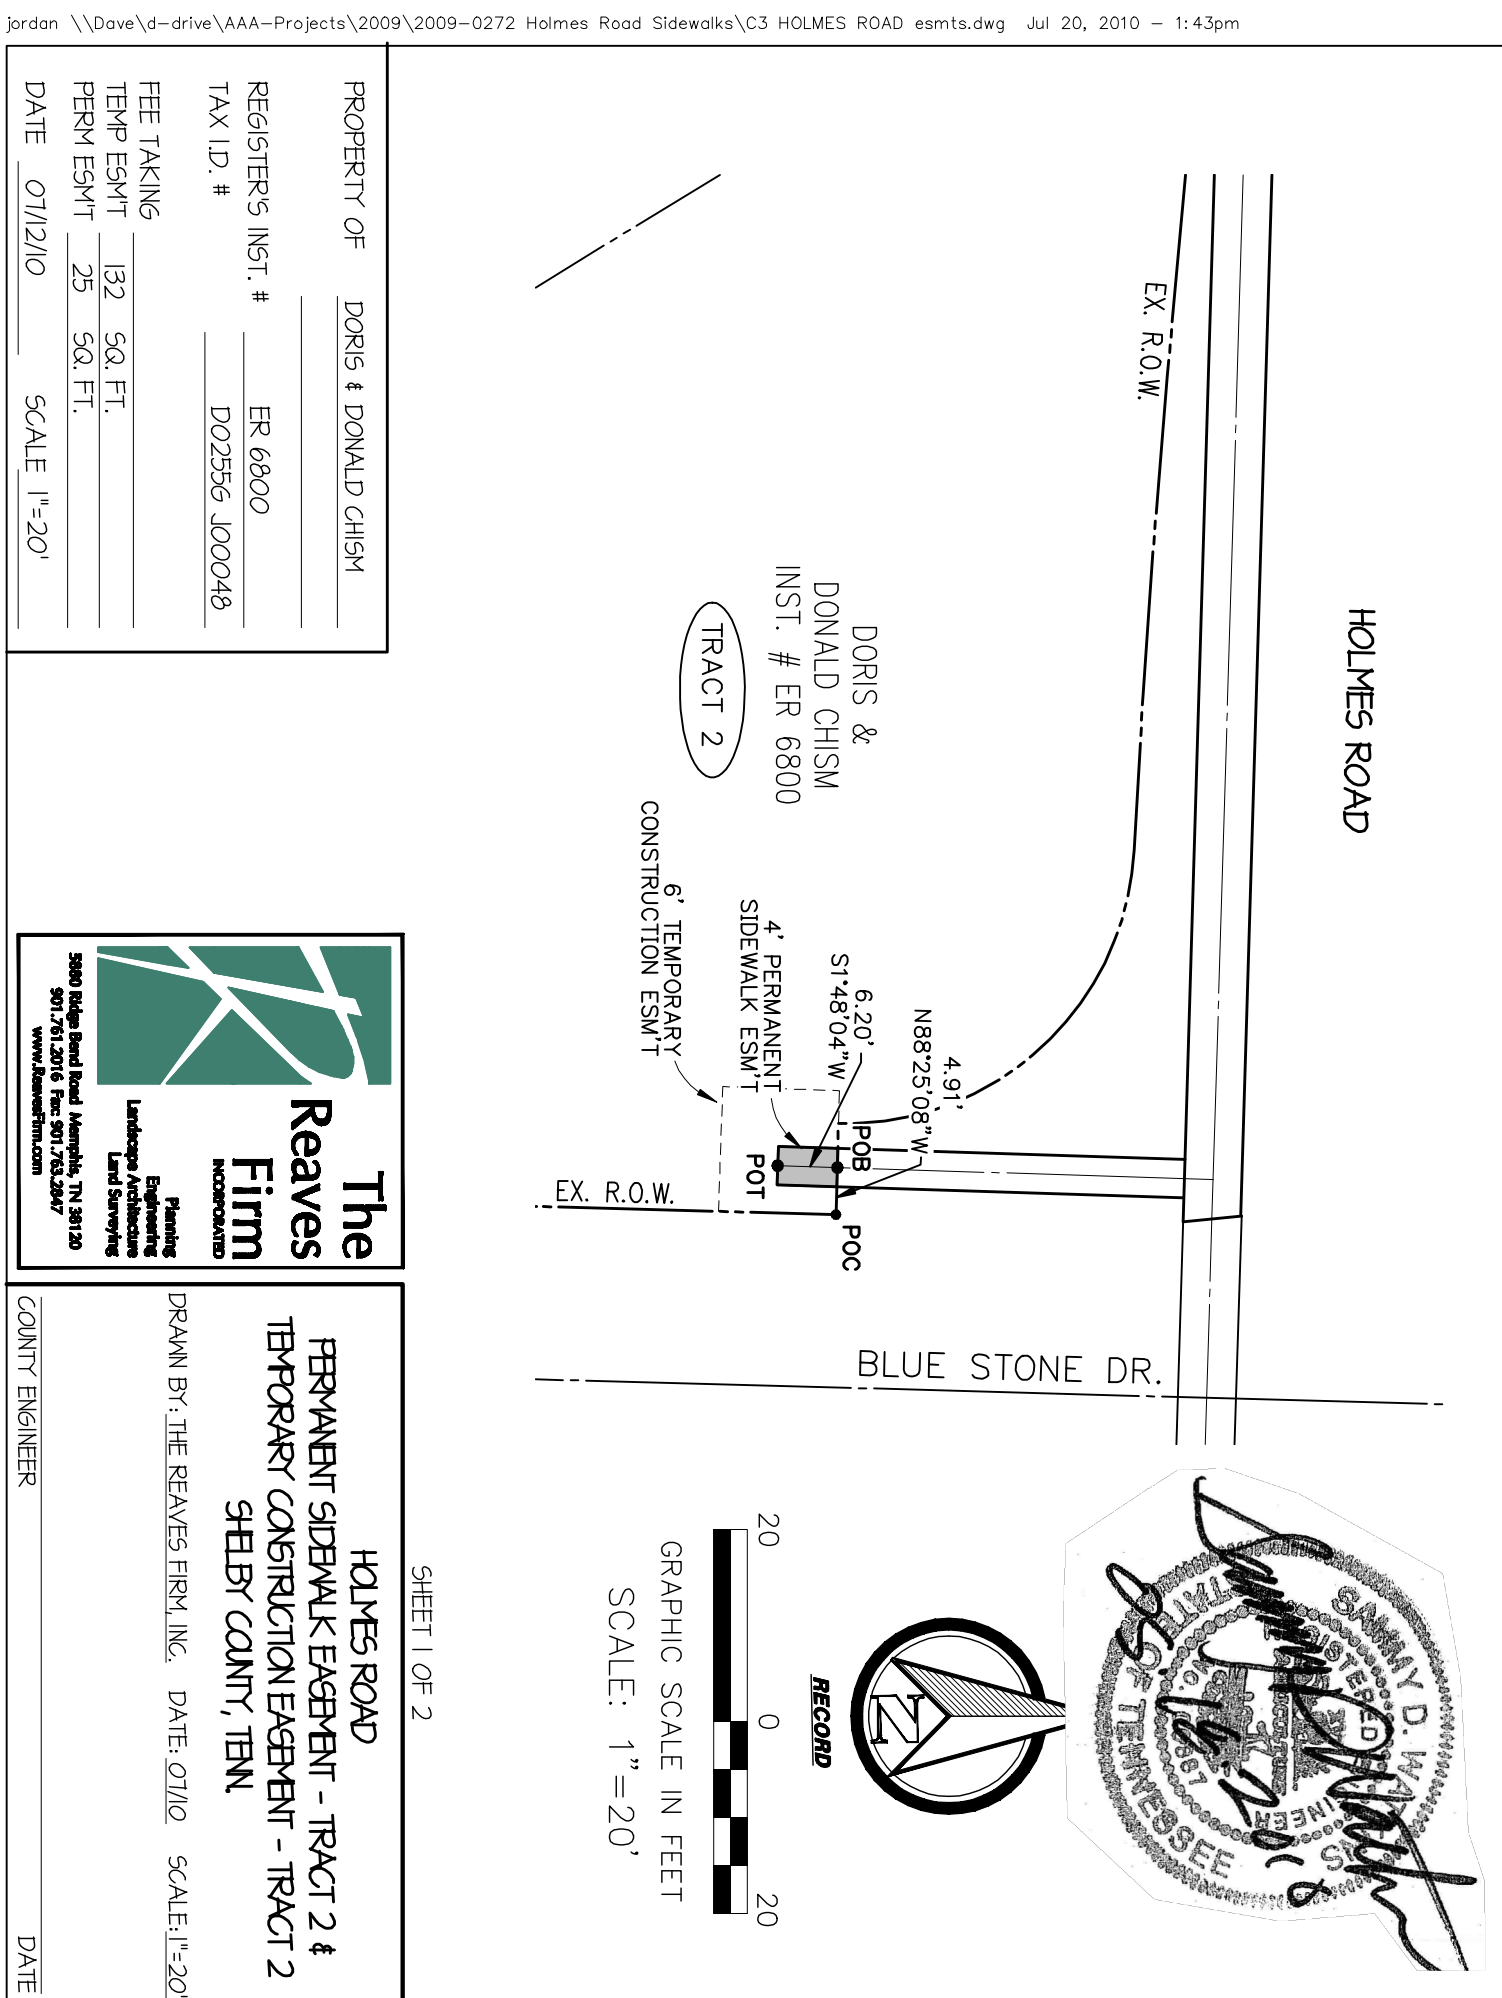 jordan \\Dave\d-drive\AAA-Projects\2009\2009-0272 Holmes Road Sidewalks\C3 HOLMES ROAD esmts.dwg Jul 20, 2010 - 1:43pm
HOLMES ROAD
EX. R.O.W.
DORIS &
DONALD CHISM
INST. # ER 6800
TRACT 2
4.91'
N88°25'08"W
6.20'
S1°48'04"W
4' PERMANENT
SIDEWALK ESM'T
6' TEMPORARY
CONSTRUCTION ESM'T
POB
POT
POC
EX. R.O.W.
BLUE STONE DR.
SAMMY D.
REGISTERED
ENGINEER
STATE OF TENNESSEE
RECORD
N
20 0 20
GRAPHIC SCALE IN FEET
SCALE: 1"=20'
PROPERTY OF DORIS & DONALD CHISM
REGISTER'S INST. # ER 6800
TAX I.D. # D0255G J00048
FEE TAKING
TEMP ESM'T 132 SQ. FT.
PERM ESM'T 25 SQ. FT.
DATE 07/12/10 SCALE 1"=20'
The
Reaves
Firm
INCORPORATED
Planning
Engineering
Landscape Architecture
Land Surveying
5880 Ridge Bend Road Memphis, TN 38120
901.761.2016 Fax: 901.763.2847
www.ReavesFirm.com
SHEET 1 OF 2
HOLMES ROAD
PERMANENT SIDEWALK EASEMENT - TRACT 2 &
TEMPORARY CONSTRUCTION EASEMENT - TRACT 2
SHELBY COUNTY, TENN.
DRAWN BY: THE REAVES FIRM, INC. DATE: 07/10 SCALE: 1"=20'
COUNTY ENGINEER DATE